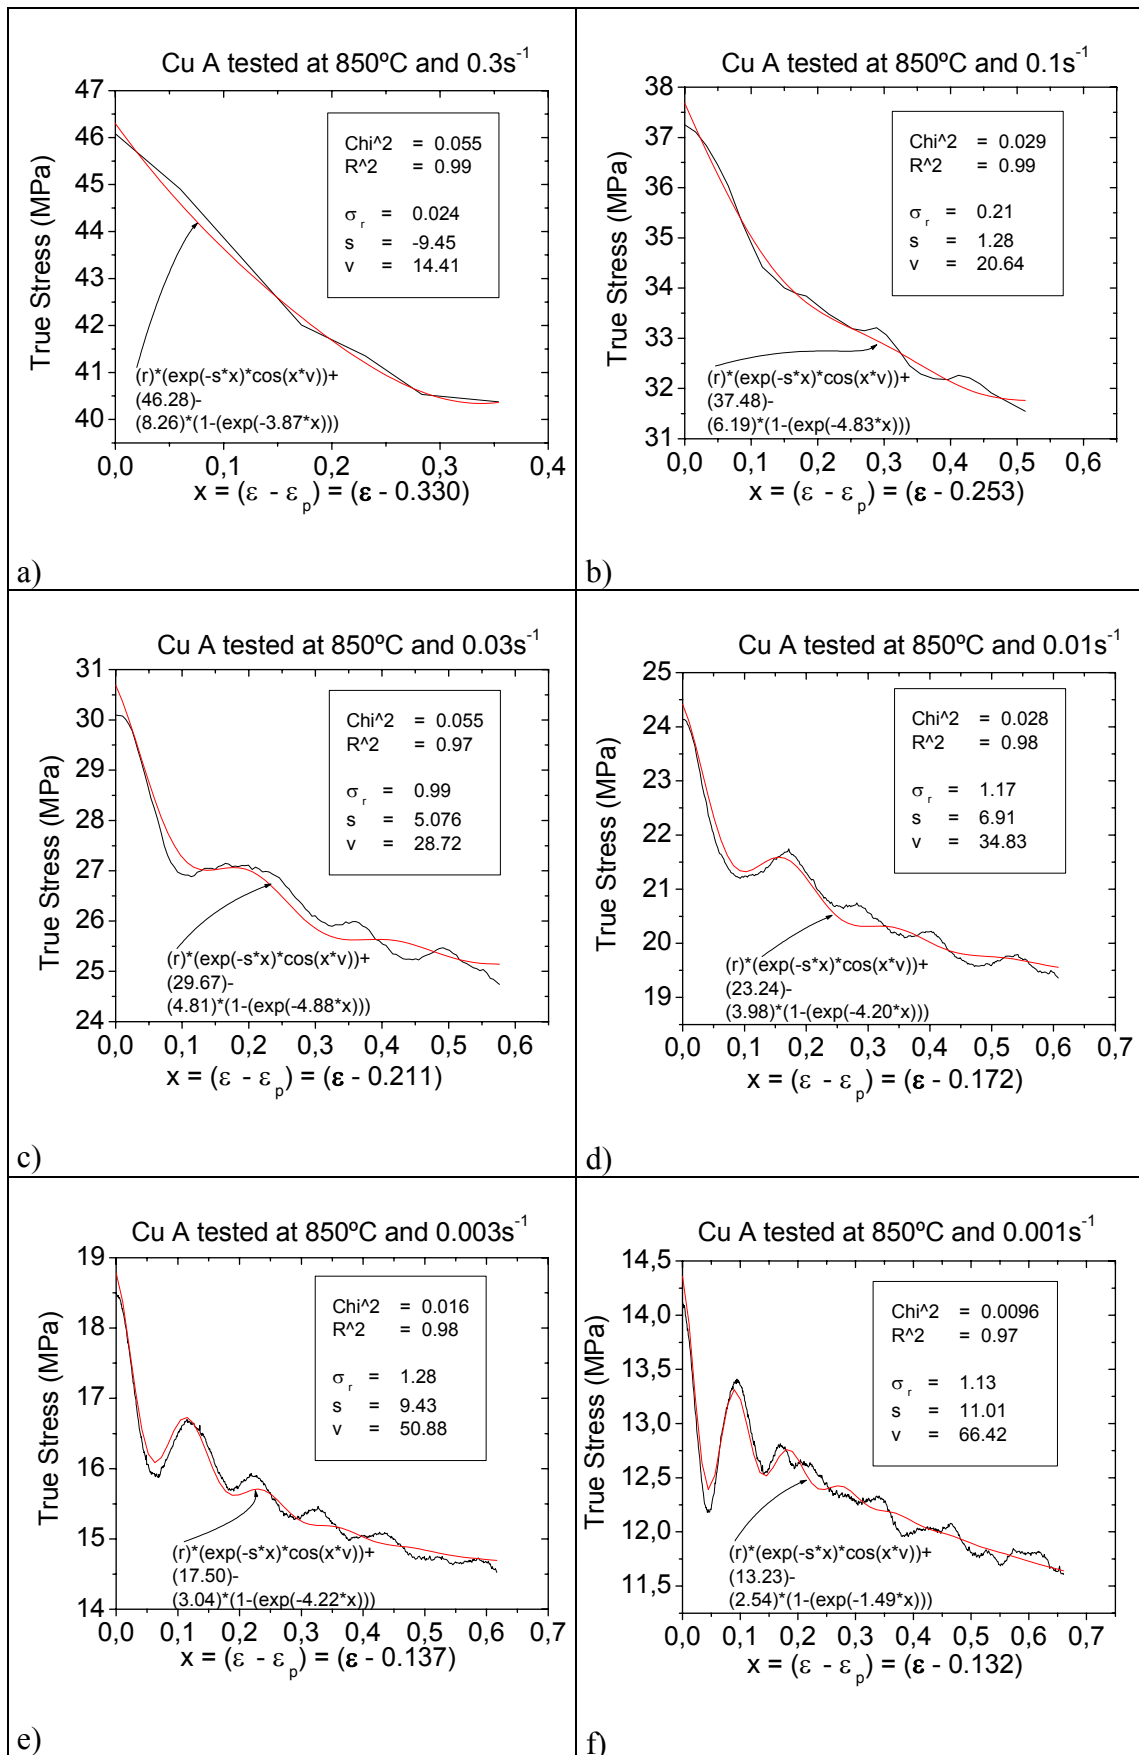 Cu A tested at 850ºC and 0.3s⁻¹
47
46
45
44
43
42
41
40
True Stress (MPa)
Chi^2 = 0.055
R^2 = 0.99
σ_r = 0.024
s = -9.45
v = 14.41
(r)*(exp(-s*x)*cos(x*v))+
(46.28)-
(8.26)*(1-(exp(-3.87*x)))
0,0 0,1 0,2 0,3 0,4
x = (ε - ε_p) = (ε - 0.330)
a)
Cu A tested at 850ºC and 0.1s⁻¹
38
37
36
35
34
33
32
31
True Stress (MPa)
Chi^2 = 0.029
R^2 = 0.99
σ_r = 0.21
s = 1.28
v = 20.64
(r)*(exp(-s*x)*cos(x*v))+
(37.48)-
(6.19)*(1-(exp(-4.83*x)))
0,0 0,1 0,2 0,3 0,4 0,5 0,6
x = (ε - ε_p) = (ε - 0.253)
b)
Cu A tested at 850ºC and 0.03s⁻¹
31
30
29
28
27
26
25
24
True Stress (MPa)
Chi^2 = 0.055
R^2 = 0.97
σ_r = 0.99
s = 5.076
v = 28.72
(r)*(exp(-s*x)*cos(x*v))+
(29.67)-
(4.81)*(1-(exp(-4.88*x)))
0,0 0,1 0,2 0,3 0,4 0,5 0,6
x = (ε - ε_p) = (ε - 0.211)
c)
Cu A tested at 850ºC and 0.01s⁻¹
25
24
23
22
21
20
19
True Stress (MPa)
Chi^2 = 0.028
R^2 = 0.98
σ_r = 1.17
s = 6.91
v = 34.83
(r)*(exp(-s*x)*cos(x*v))+
(23.24)-
(3.98)*(1-(exp(-4.20*x)))
0,0 0,1 0,2 0,3 0,4 0,5 0,6 0,7
x = (ε - ε_p) = (ε - 0.172)
d)
Cu A tested at 850ºC and 0.003s⁻¹
19
18
17
16
15
14
True Stress (MPa)
Chi^2 = 0.016
R^2 = 0.98
σ_r = 1.28
s = 9.43
v = 50.88
(r)*(exp(-s*x)*cos(x*v))+
(17.50)-
(3.04)*(1-(exp(-4.22*x)))
0,0 0,1 0,2 0,3 0,4 0,5 0,6 0,7
x = (ε - ε_p) = (ε - 0.137)
e)
Cu A tested at 850ºC and 0.001s⁻¹
14,5
14,0
13,5
13,0
12,5
12,0
11,5
True Stress (MPa)
Chi^2 = 0.0096
R^2 = 0.97
σ_r = 1.13
s = 11.01
v = 66.42
(r)*(exp(-s*x)*cos(x*v))+
(13.23)-
(2.54)*(1-(exp(-1.49*x)))
0,0 0,1 0,2 0,3 0,4 0,5 0,6 0,7
x = (ε - ε_p) = (ε - 0.132)
f)